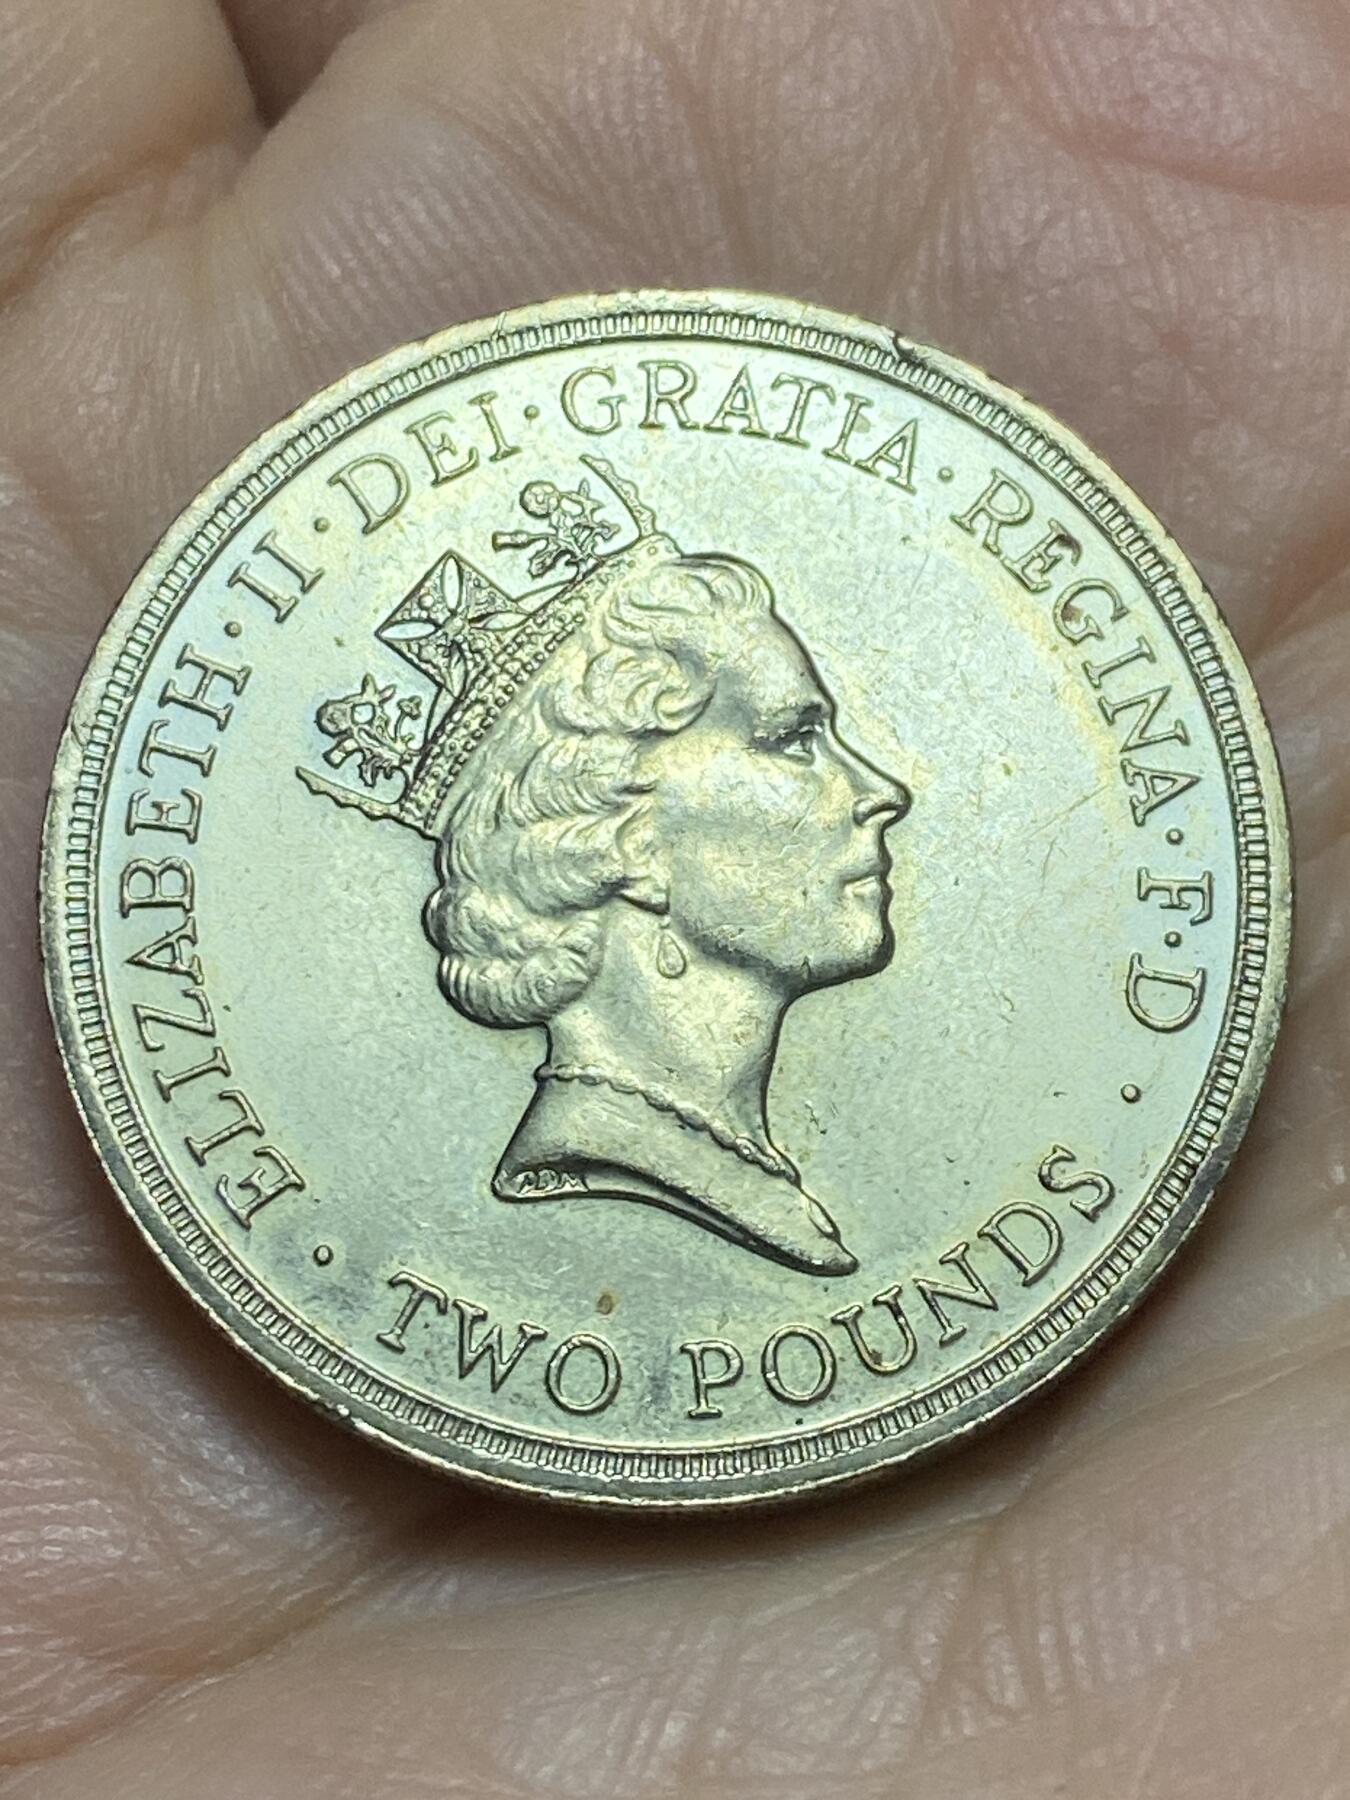 ELIZABETH·II·DEI·GRATIA·REGINA·F·D·
TWO POUNDS·
RDM